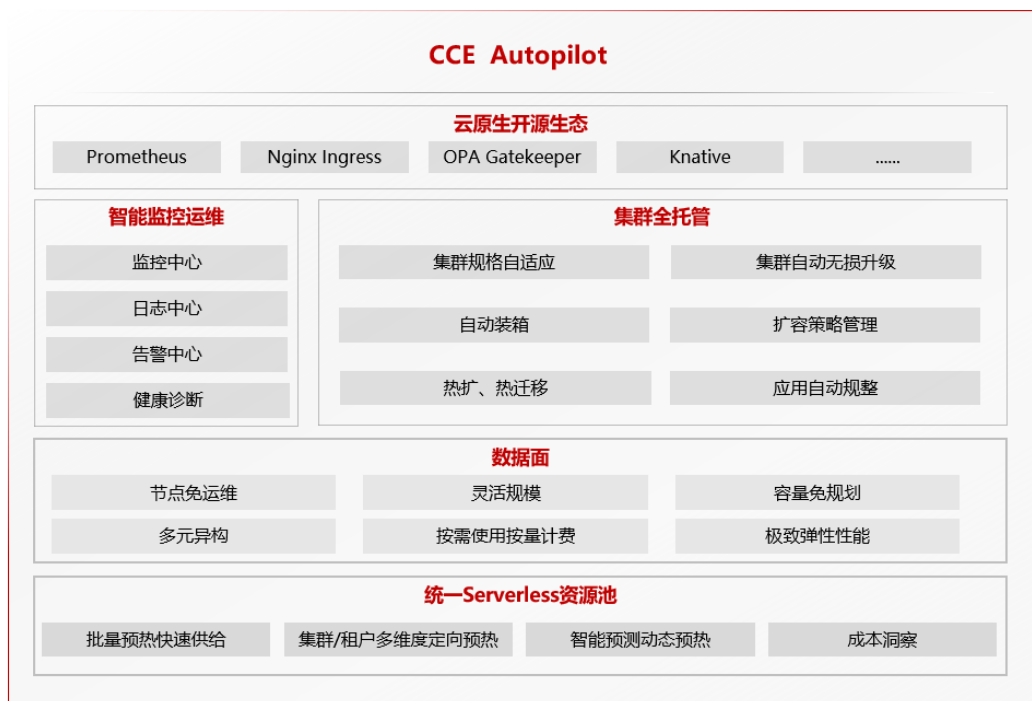 CCE Autopilot
云原生开源生态
Prometheus
Nginx Ingress
OPA Gatekeeper
Knative
......
智能监控运维
监控中心
日志中心
告警中心
健康诊断
集群全托管
集群规格自适应
集群自动无损升级
自动装箱
扩容策略管理
热扩、热迁移
应用自动规整
数据面
节点免运维
灵活规模
容量免规划
多元异构
按需使用按量计费
极致弹性性能
统一Serverless资源池
批量预热快速供给
集群/租户多维度定向预热
智能预测动态预热
成本洞察